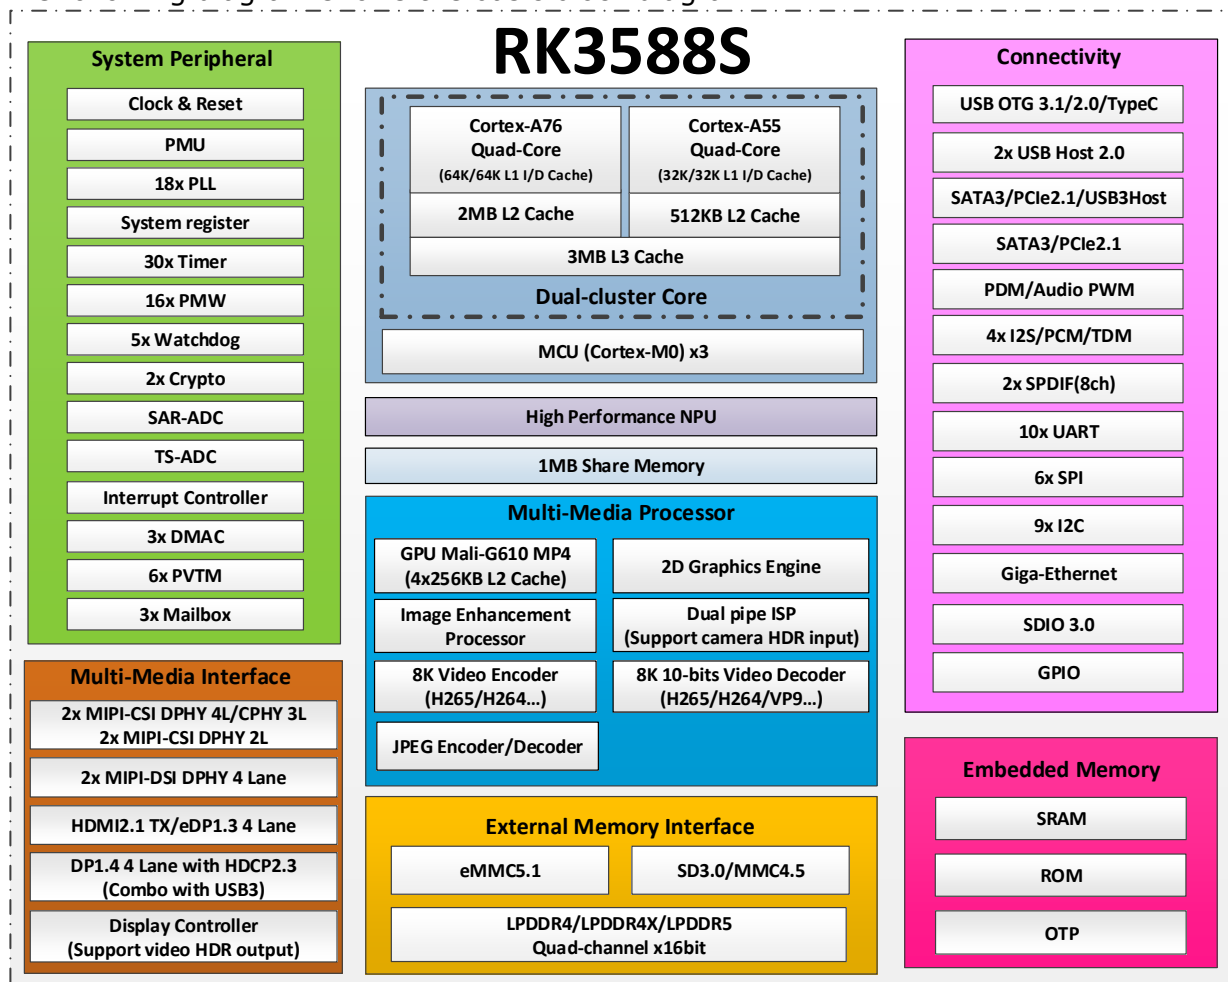 RK3588S
System Peripheral
Clock & Reset
PMU
18x PLL
System register
30x Timer
16x PMW
5x Watchdog
2x Crypto
SAR-ADC
TS-ADC
Interrupt Controller
3x DMAC
6x PVTM
3x Mailbox
Multi-Media Interface
2x MIPI-CSI DPHY 4L/CPHY 3L
2x MIPI-CSI DPHY 2L
2x MIPI-DSI DPHY 4 Lane
HDMI2.1 TX/eDP1.3 4 Lane
DP1.4 4 Lane with HDCP2.3
(Combo with USB3)
Display Controller
(Support video HDR output)
Cortex-A76
Quad-Core
(64K/64K L1 I/D Cache)
2MB L2 Cache
Cortex-A55
Quad-Core
(32K/32K L1 I/D Cache)
512KB L2 Cache
3MB L3 Cache
Dual-cluster Core
MCU (Cortex-M0) x3
High Performance NPU
1MB Share Memory
Multi-Media Processor
GPU Mali-G610 MP4
(4x256KB L2 Cache)
2D Graphics Engine
Image Enhancement
Processor
Dual pipe ISP
(Support camera HDR input)
8K Video Encoder
(H265/H264...)
8K 10-bits Video Decoder
(H265/H264/VP9...)
JPEG Encoder/Decoder
External Memory Interface
eMMC5.1
SD3.0/MMC4.5
LPDDR4/LPDDR4X/LPDDR5
Quad-channel x16bit
Connectivity
USB OTG 3.1/2.0/TypeC
2x USB Host 2.0
SATA3/PCIe2.1/USB3Host
SATA3/PCIe2.1
PDM/Audio PWM
4x I2S/PCM/TDM
2x SPDIF(8ch)
10x UART
6x SPI
9x I2C
Giga-Ethernet
SDIO 3.0
GPIO
Embedded Memory
SRAM
ROM
OTP